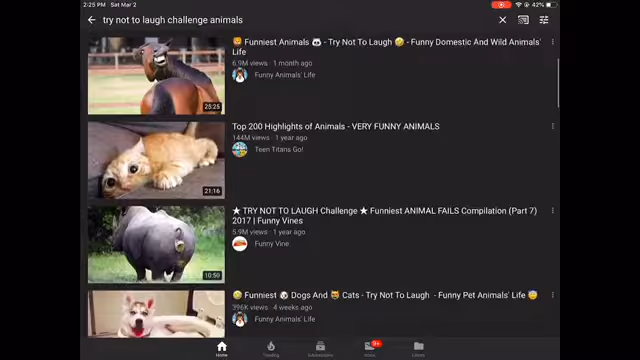 2:25 PM Sat Mar 2
42%
try not to laugh challenge animals
🦁 Funniest Animals 🐼 - Try Not To Laugh 🤣 - Funny Domestic And Wild Animals'
Life
6.9M views · 1 month ago
Funny Animals' Life
25:25
Top 200 Highlights of Animals - VERY FUNNY ANIMALS
144M views · 1 year ago
Teen Titans Go!
21:16
★ TRY NOT TO LAUGH Challenge ★ Funniest ANIMAL FAILS Compilation (Part 7)
2017 | Funny Vines
5.9M views · 1 year ago
Funny Vine
10:50
🤣 Funniest 🐶 Dogs And 😻 Cats - Try Not To Laugh - Funny Pet Animals' Life 😇
396K views · 4 weeks ago
Funny Animals' Life
9+
Home
Trending
Subscriptions
Inbox
Library